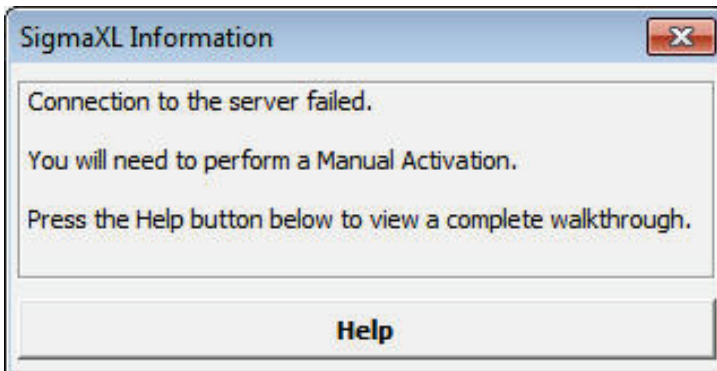 SigmaXL Information
Connection to the server failed.
You will need to perform a Manual Activation.
Press the Help button below to view a complete walkthrough.
Help